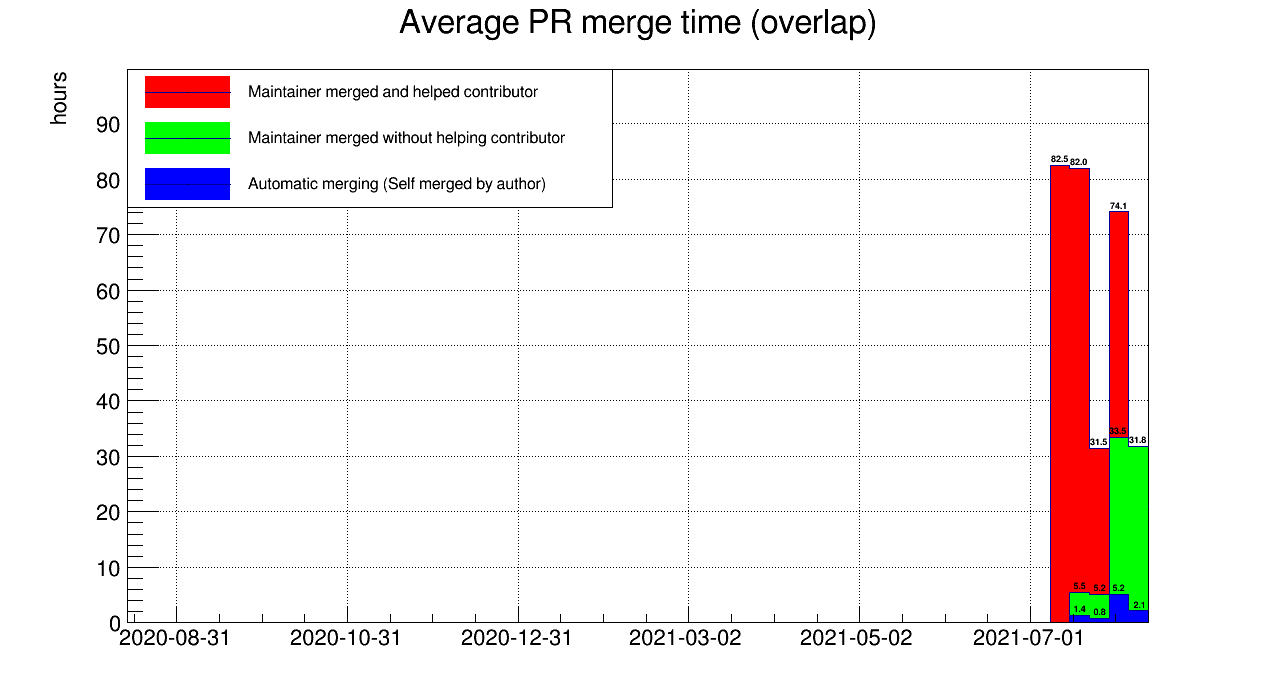 Average PR merge time (overlap)
hours
Maintainer merged and helped contributor
Maintainer merged without helping contributor
Automatic merging (Self merged by author)
90
80
70
60
50
40
30
20
10
0
82.5 82.0
74.1
31.5 33.5 31.8
5.5 5.2 5.2
1.4 0.8 2.1
2020-08-31 2020-10-31 2020-12-31 2021-03-02 2021-05-02 2021-07-01